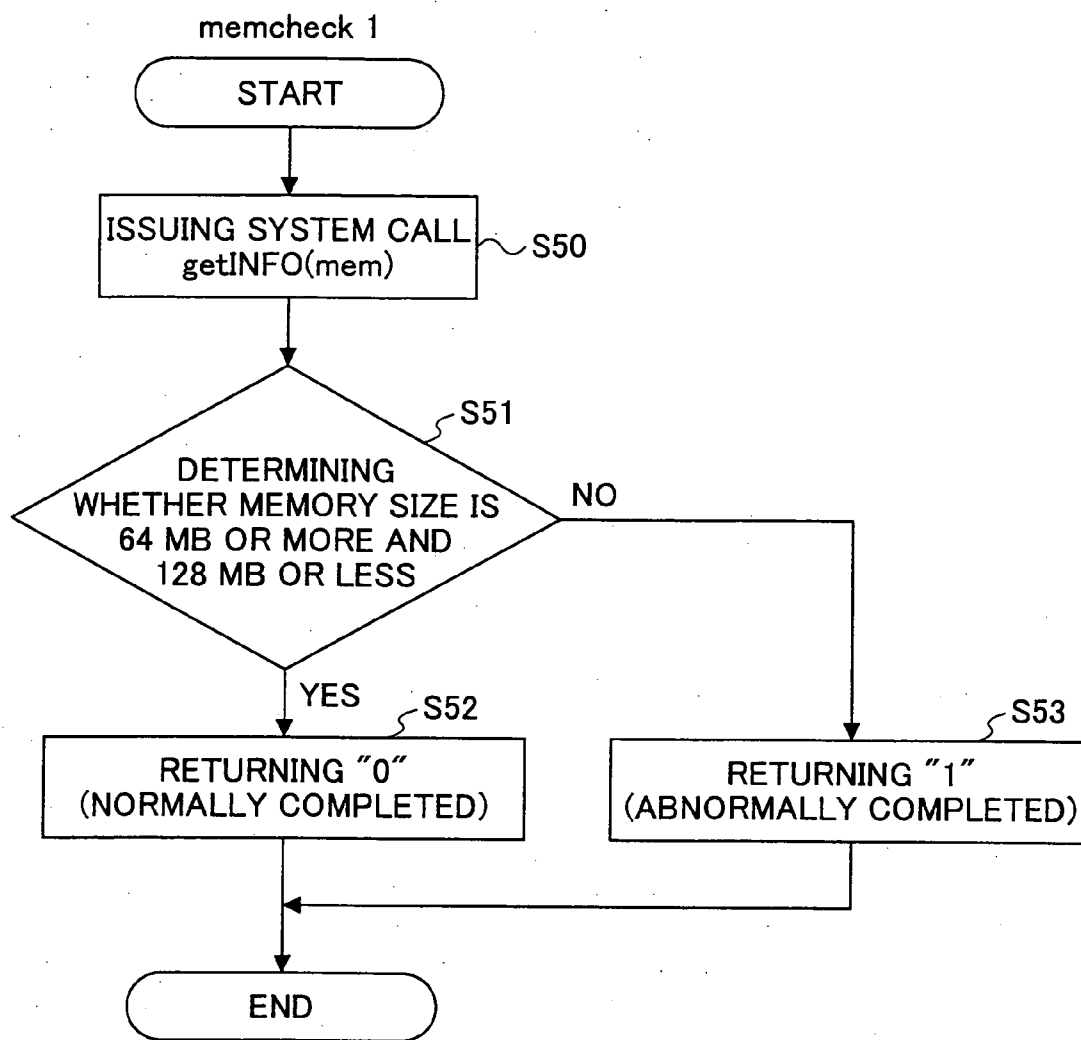 memcheck 1
START
ISSUING SYSTEM CALL
getINFO(mem)
S50
S51
DETERMINING
WHETHER MEMORY SIZE IS
64 MB OR MORE AND
128 MB OR LESS
NO
YES
S52
RETURNING "0"
(NORMALLY COMPLETED)
S53
RETURNING "1"
(ABNORMALLY COMPLETED)
END